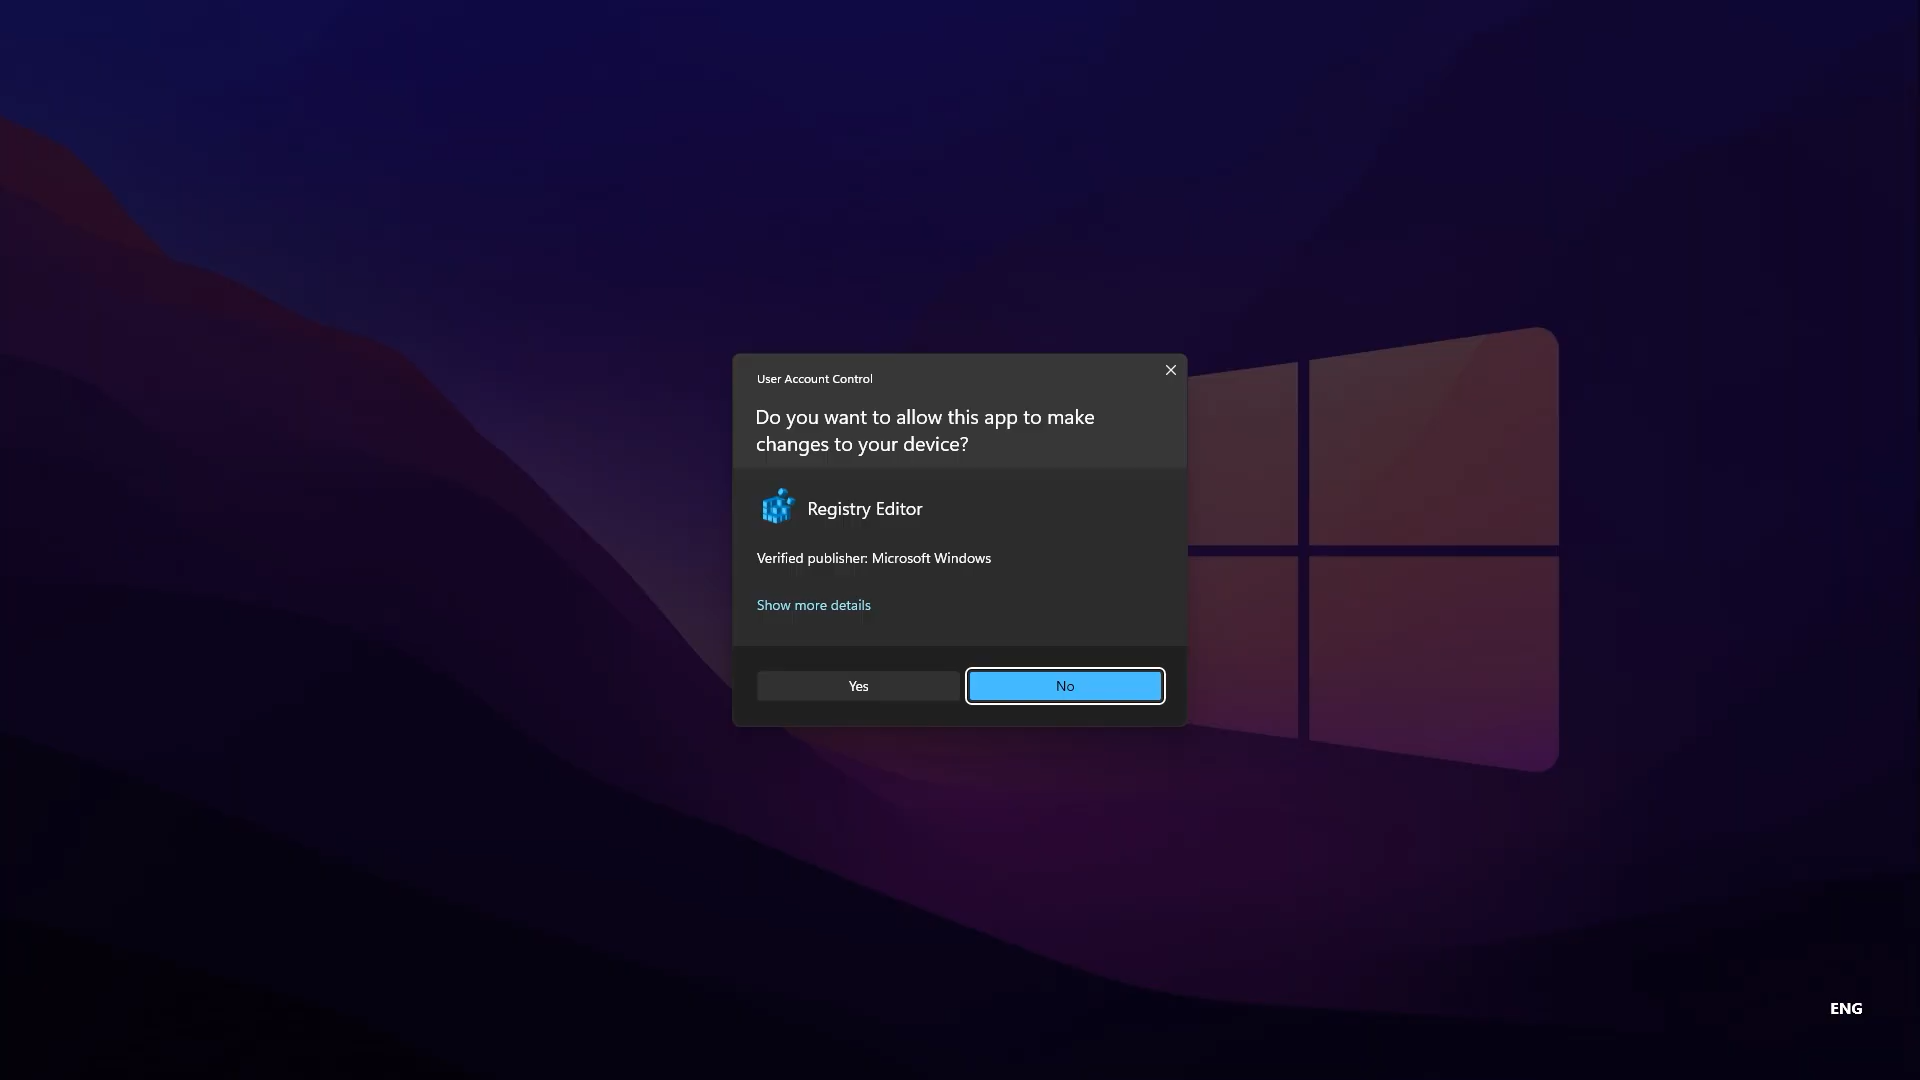 User Account Control
Do you want to allow this app to make
changes to your device?
Registry Editor
Verified publisher: Microsoft Windows
Show more details
Yes
No
ENG